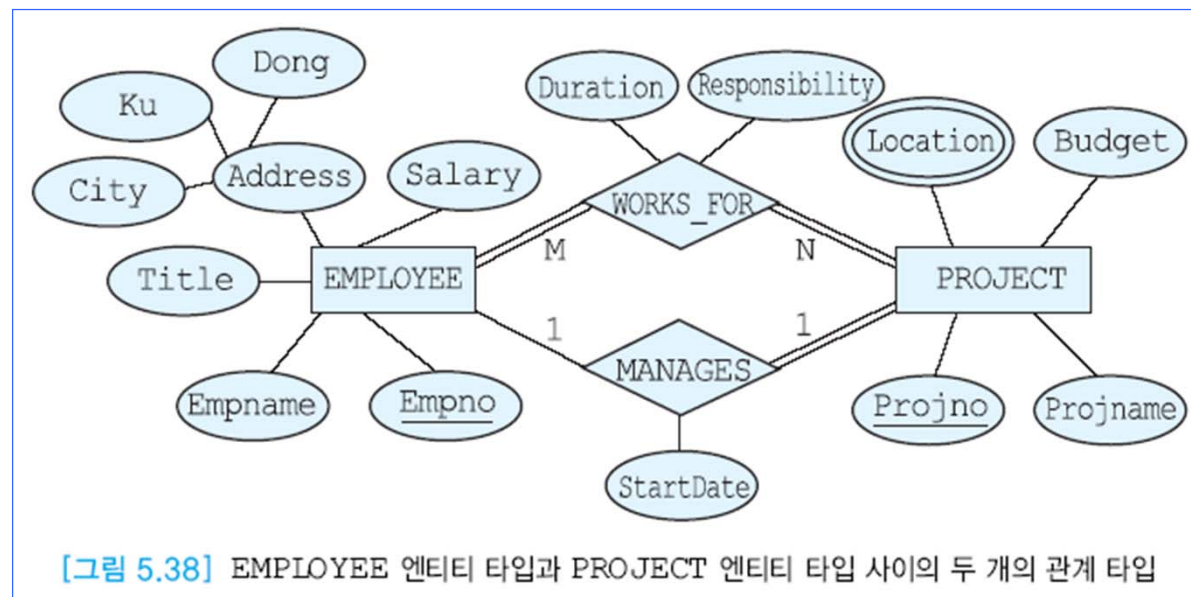 Dong
Duration
Responsibility
Ku
Location
Budget
City
Address
Salary
WORKS_FOR
M
N
Title
EMPLOYEE
PROJECT
1
1
MANAGES
Empname
Empno
Projno
Projname
StartDate
[그림 5.38] EMPLOYEE 엔티티 타입과 PROJECT 엔티티 타입 사이의 두 개의 관계 타입